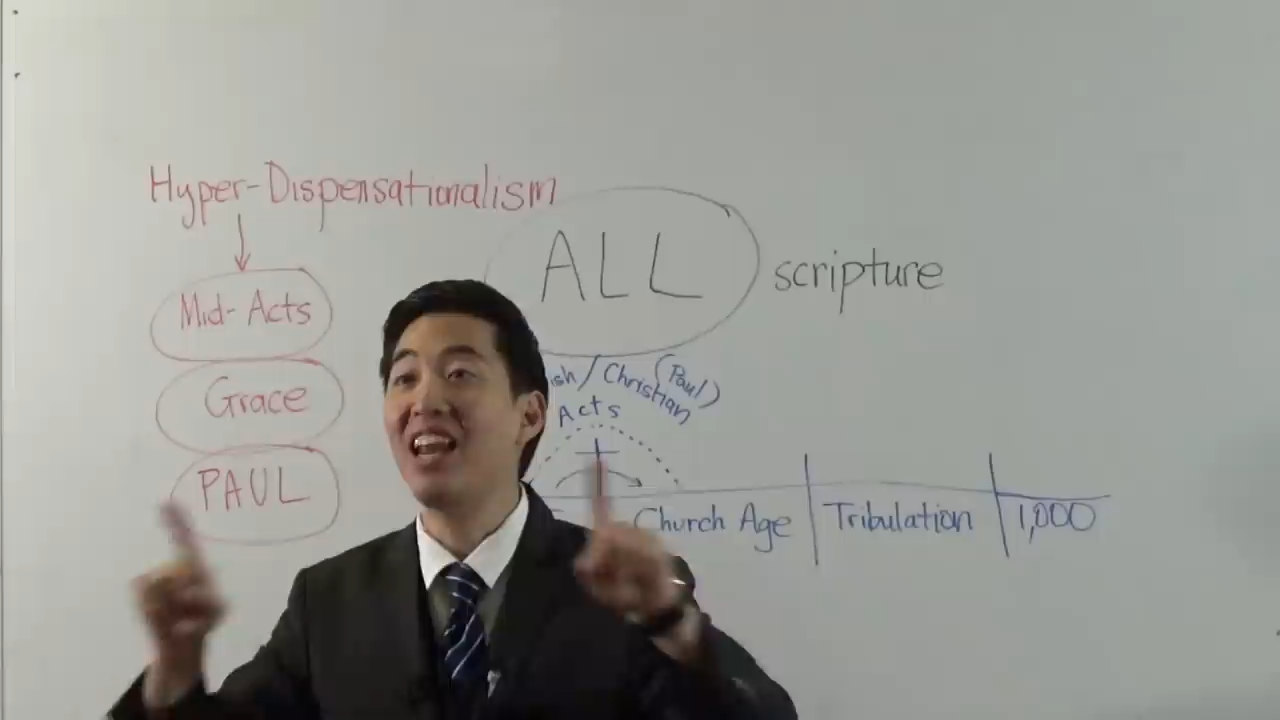 Hyper-Dispensationalism
ALL scripture
Mid-Acts
Grace
PAUL
/ Christian (Paul)
Acts
Church Age
Tribulation
1,000